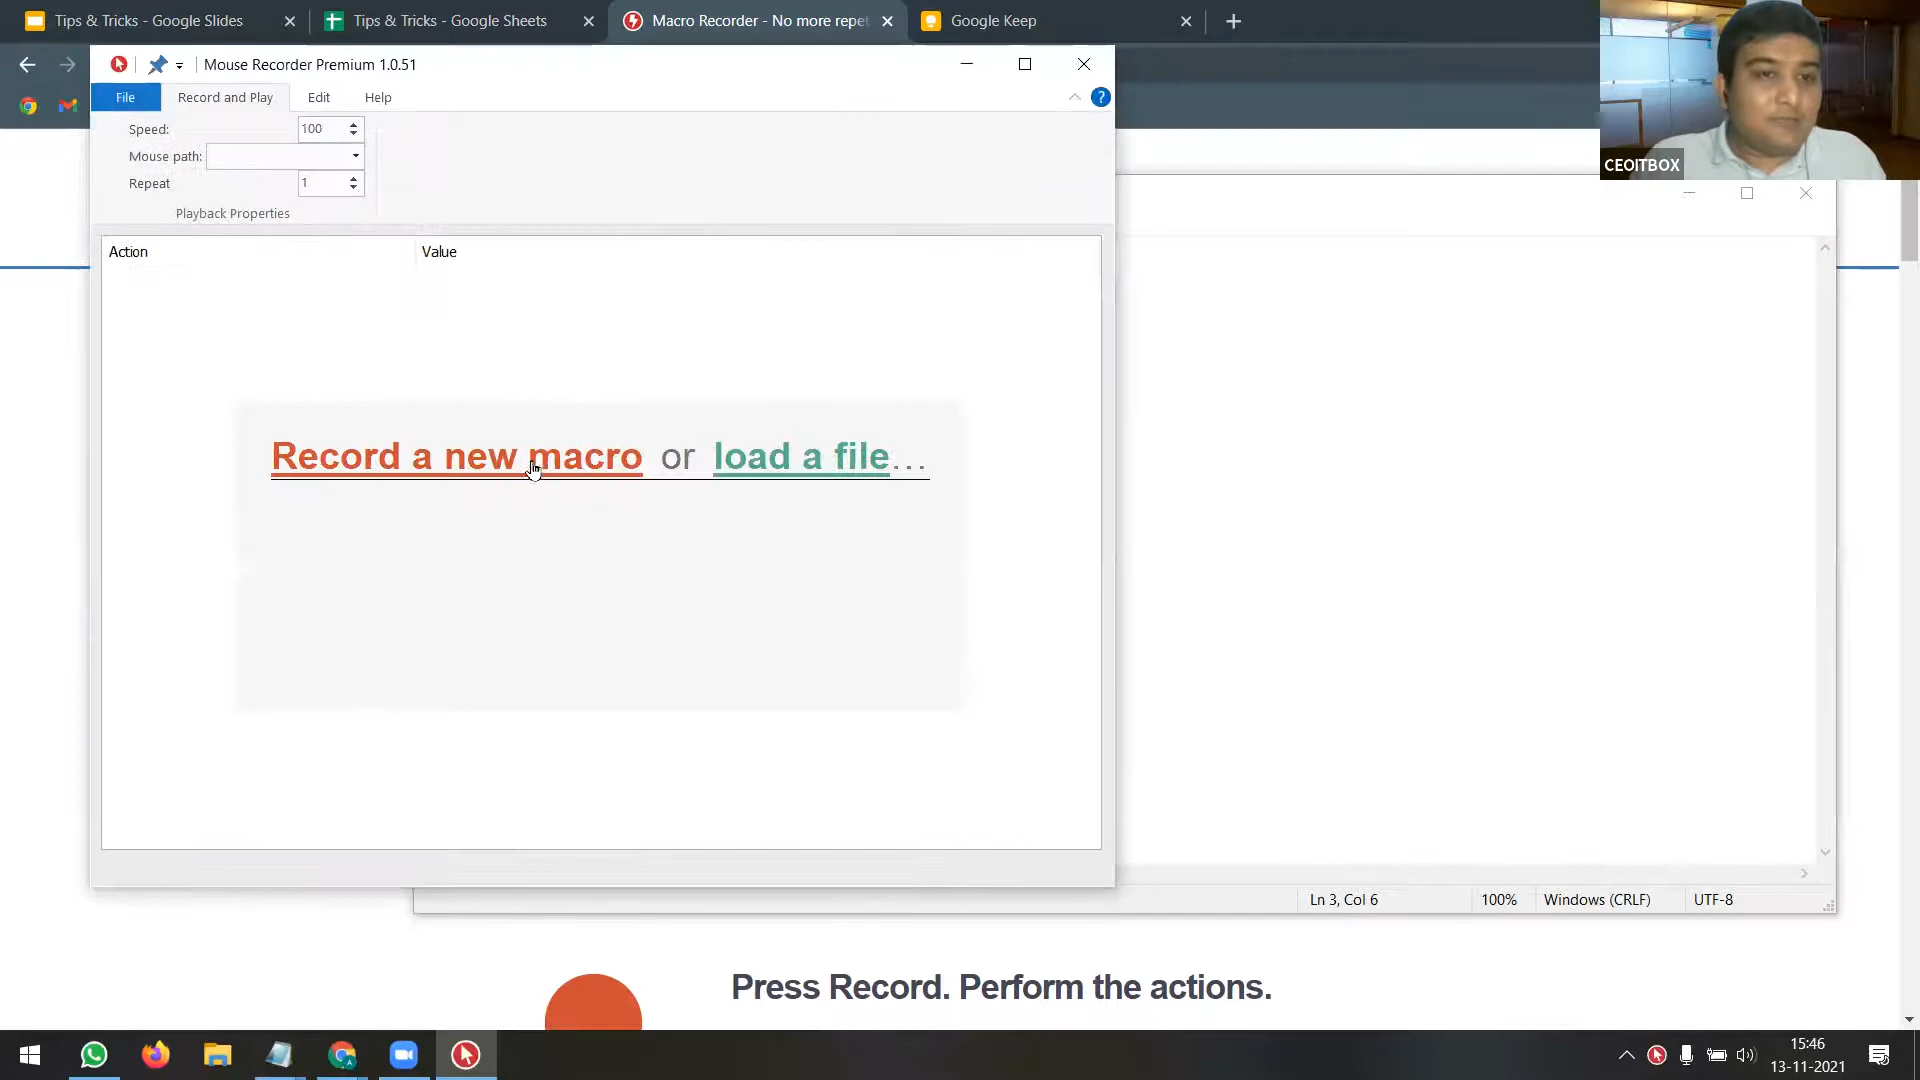 Tips & Tricks - Google Slides
Tips & Tricks - Google Sheets
Macro Recorder - No more repe
Google Keep
Mouse Recorder Premium 1.0.51
File
Record and Play
Edit
Help
?
Speed:
100
Mouse path:
Repeat
1
Playback Properties
Action
Value
Record a new macro or load a file...
CEOITBOX
Ln 3, Col 6
100%
Windows (CRLF)
UTF-8
Press Record. Perform the actions.
15:46
13-11-2021